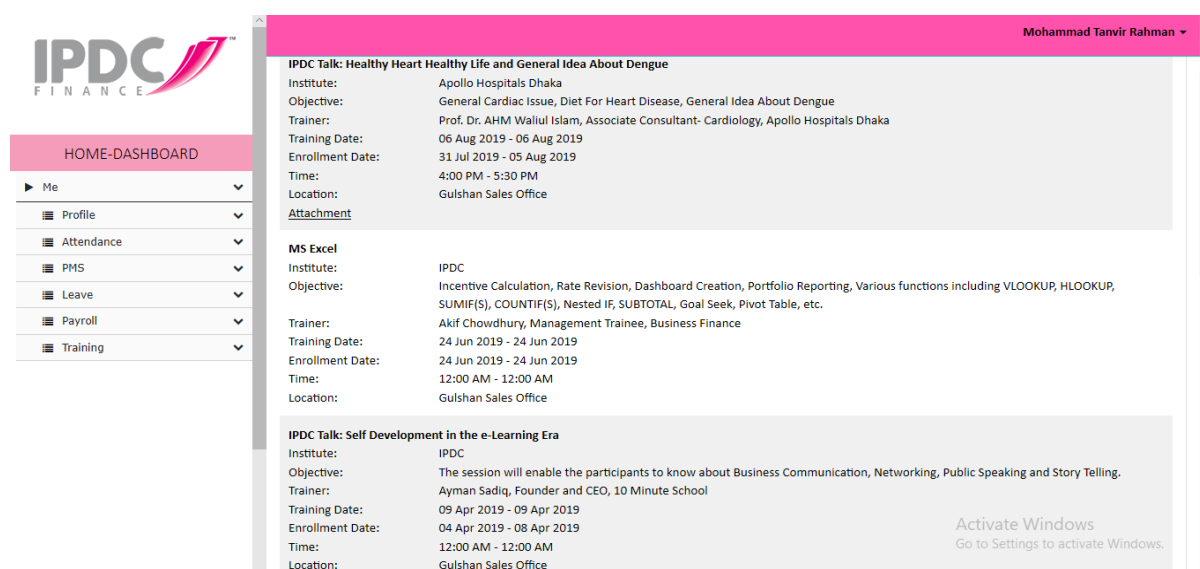 IPDC
FINANCE
TM
Mohammad Tanvir Rahman
HOME-DASHBOARD
Me
Profile
Attendance
PMS
Leave
Payroll
Training
IPDC Talk: Healthy Heart Healthy Life and General Idea About Dengue
Institute: Apollo Hospitals Dhaka
Objective: General Cardiac Issue, Diet For Heart Disease, General Idea About Dengue
Trainer: Prof. Dr. AHM Waliul Islam, Associate Consultant- Cardiology, Apollo Hospitals Dhaka
Training Date: 06 Aug 2019 - 06 Aug 2019
Enrollment Date: 31 Jul 2019 - 05 Aug 2019
Time: 4:00 PM - 5:30 PM
Location: Gulshan Sales Office
Attachment
MS Excel
Institute: IPDC
Objective: Incentive Calculation, Rate Revision, Dashboard Creation, Portfolio Reporting, Various functions including VLOOKUP, HLOOKUP,
SUMIF(S), COUNTIF(S), Nested IF, SUBTOTAL, Goal Seek, Pivot Table, etc.
Trainer: Akif Chowdhury, Management Trainee, Business Finance
Training Date: 24 Jun 2019 - 24 Jun 2019
Enrollment Date: 24 Jun 2019 - 24 Jun 2019
Time: 12:00 AM - 12:00 AM
Location: Gulshan Sales Office
IPDC Talk: Self Development in the e-Learning Era
Institute: IPDC
Objective: The session will enable the participants to know about Business Communication, Networking, Public Speaking and Story Telling.
Trainer: Ayman Sadiq, Founder and CEO, 10 Minute School
Training Date: 09 Apr 2019 - 09 Apr 2019
Enrollment Date: 04 Apr 2019 - 08 Apr 2019
Time: 12:00 AM - 12:00 AM
Location: Gulshan Sales Office
Activate Windows
Go to Settings to activate Windows.